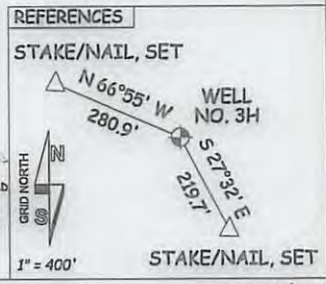 REFERENCES
STAKE/NAIL, SET
N 66°55' W
280.9'
WELL
NO. 3H
S 27°32' E
219.7'
GRID NORTH
N
S
STAKE/NAIL, SET
1" = 400'